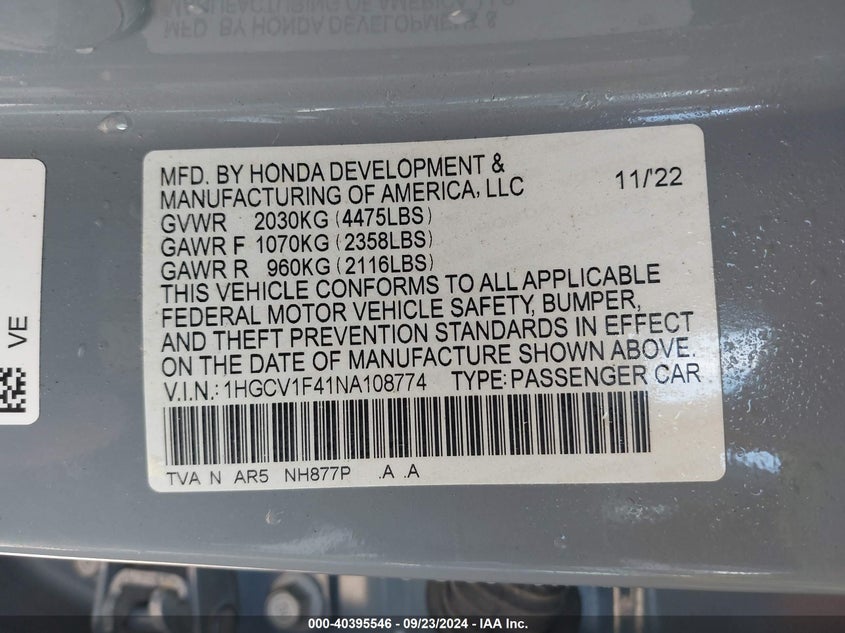 MFD. BY HONDA DEVELOPMENT &
MANUFACTURING OF AMERICA, LLC 11/'22
GVWR 2030KG (4475LBS)
GAWR F 1070KG (2358LBS)
GAWR R 960KG (2116LBS)
THIS VEHICLE CONFORMS TO ALL APPLICABLE
FEDERAL MOTOR VEHICLE SAFETY, BUMPER,
AND THEFT PREVENTION STANDARDS IN EFFECT
ON THE DATE OF MANUFACTURE SHOWN ABOVE.
V.I.N.: 1HGCV1F41NA108774 TYPE: PASSENGER CAR
TVA N AR5 NH877P .A .A
VE
000-40395546 - 09/23/2024 - IAA Inc.